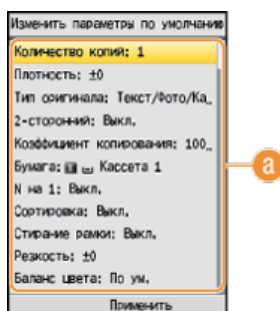 Изменить параметры по умолчание
Количество копий: 1
Плотность: ±0
Тип оригинала: Текст/Фото/Ка…
2-сторонний: Выкл.
Коэффициент копирования: 100…
Бумага: Кассета 1
N на 1: Выкл.
Сортировка: Выкл.
Стирание рамки: Выкл.
Резкость: ±0
Баланс цвета: По ум.
Применить
a